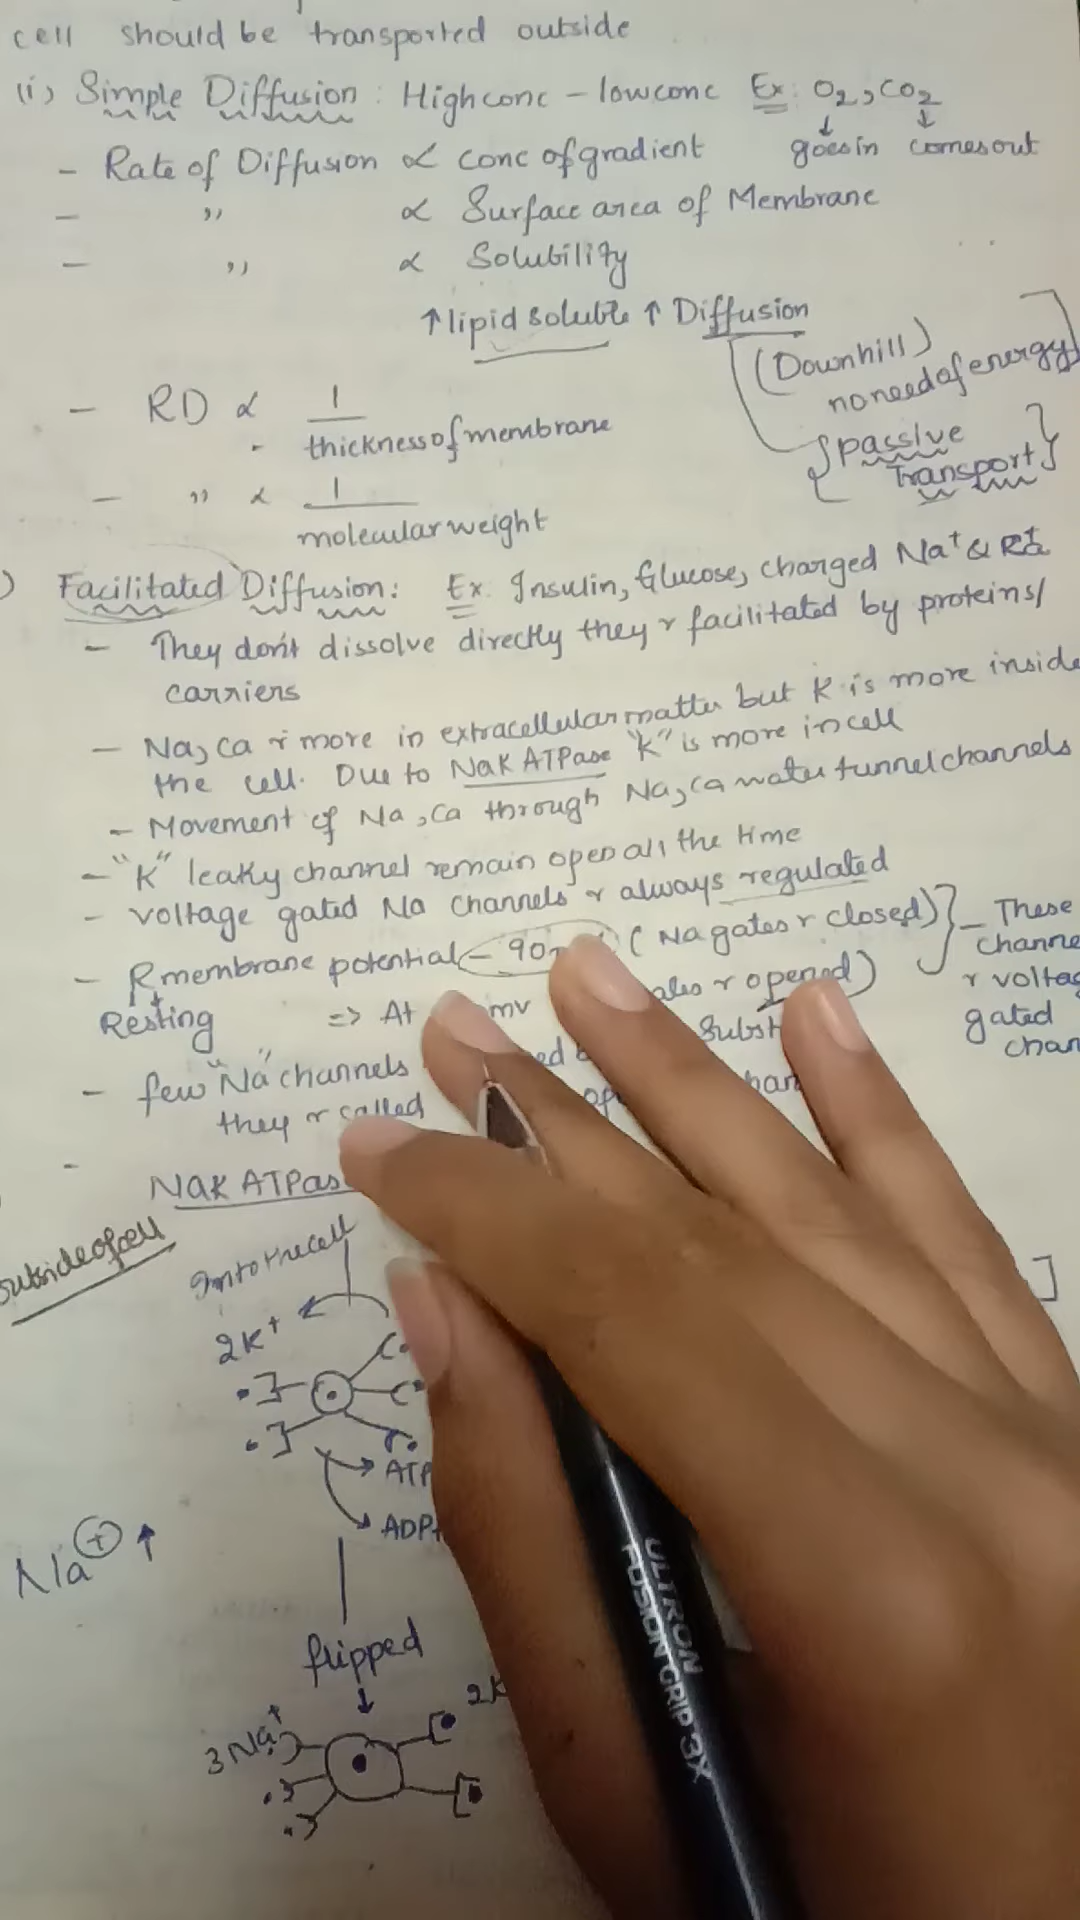 cell should be transported outside
(i) Simple Diffusion : High conc - low conc Ex: O2, CO2
↓ goes in ↓ comes out
- Rate of Diffusion ∝ conc of gradient
- ,, ∝ Surface area of Membrane
- ,, ∝ Solubility
↑ lipid soluble ↑ Diffusion
(Downhill)
no need of energy
{ passive
Transport }
- RD ∝ 1 / thickness of membrane
- ,, ∝ 1 / molecular weight
) Facilitated Diffusion: Ex: Insulin, Glucose, charged Na+ &
- They don't dissolve directly they r facilitated by proteins/
carriers
- Na, Ca r more in extracellular matter but K is more inside
the cell. Due to NaK ATPase "K" is more in cell
- Movement of Na, Ca through Na, Ca water tunnel channels
- "K" leaky channel remain open all the time
- voltage gated Na channels r always regulated
- R membrane potential - 90 (Na gates r closed) } - These
channe
r voltag
gated
chan
Resting => At mv r opened)
- few "Na" channels ed Subst
they r called
NaK ATPas
outside of cell
Into the cell
2K+
ATP
ADP+
Na+ ↑
flipped
↓
3Na+ 2K
ULTRON
FUSION GRIP 3X